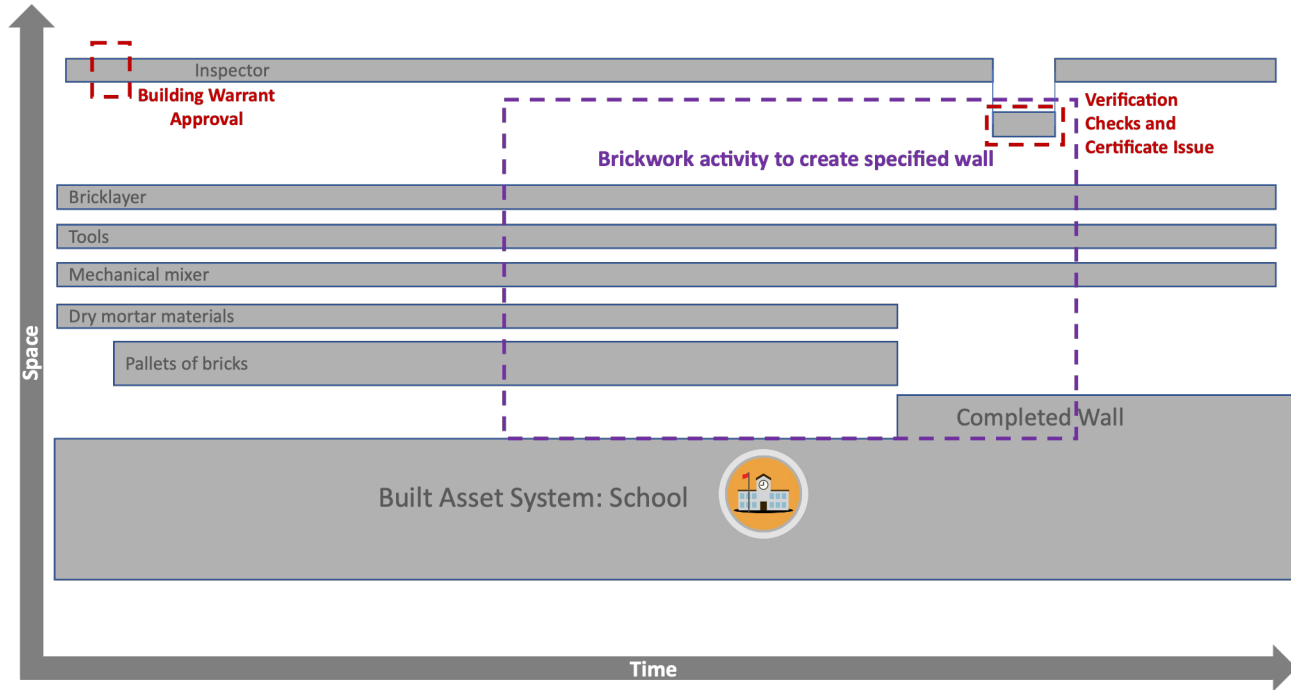 Inspector
Building Warrant
Approval
Verification
Checks and
Certificate Issue
Brickwork activity to create specified wall
Bricklayer
Tools
Mechanical mixer
Dry mortar materials
Pallets of bricks
Completed Wall
Built Asset System: School
Space
Time